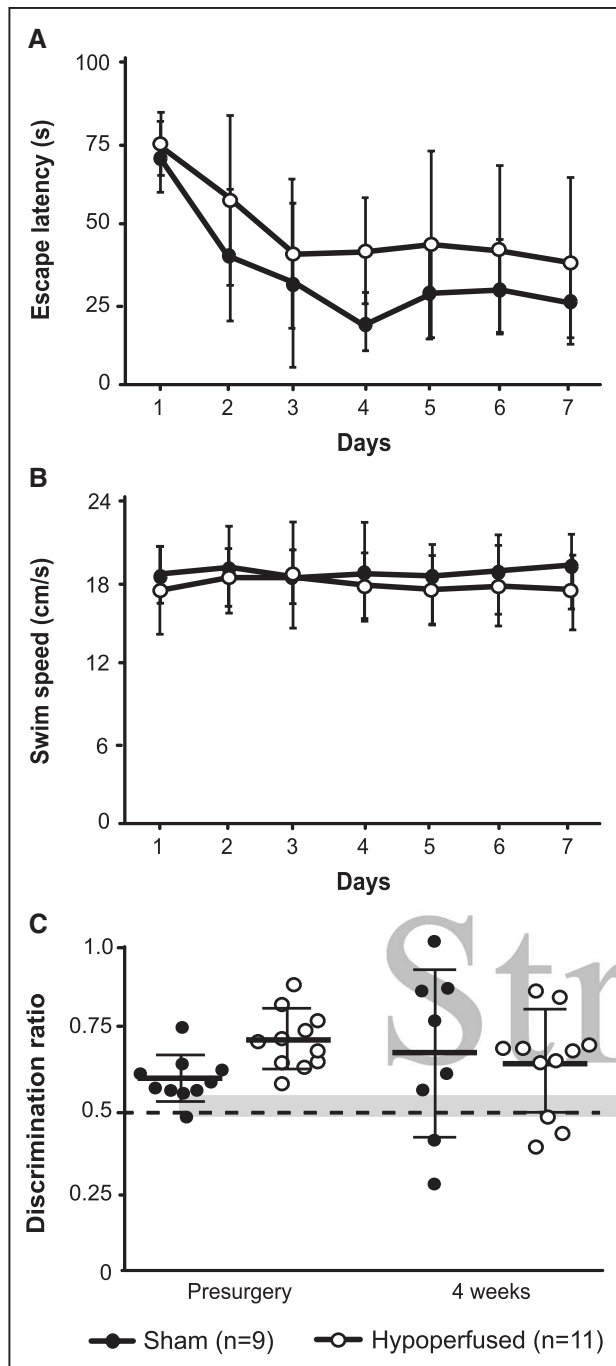 A
100
75
50
25
0
Escape latency (s)
1 2 3 4 5 6 7
Days
B
24
18
12
6
0
Swim speed (cm/s)
1 2 3 4 5 6 7
Days
C
1.0
0.75
0.5
0.25
0
Discrimination ratio
Str
Presurgery 4 weeks
Sham (n=9) Hypoperfused (n=11)